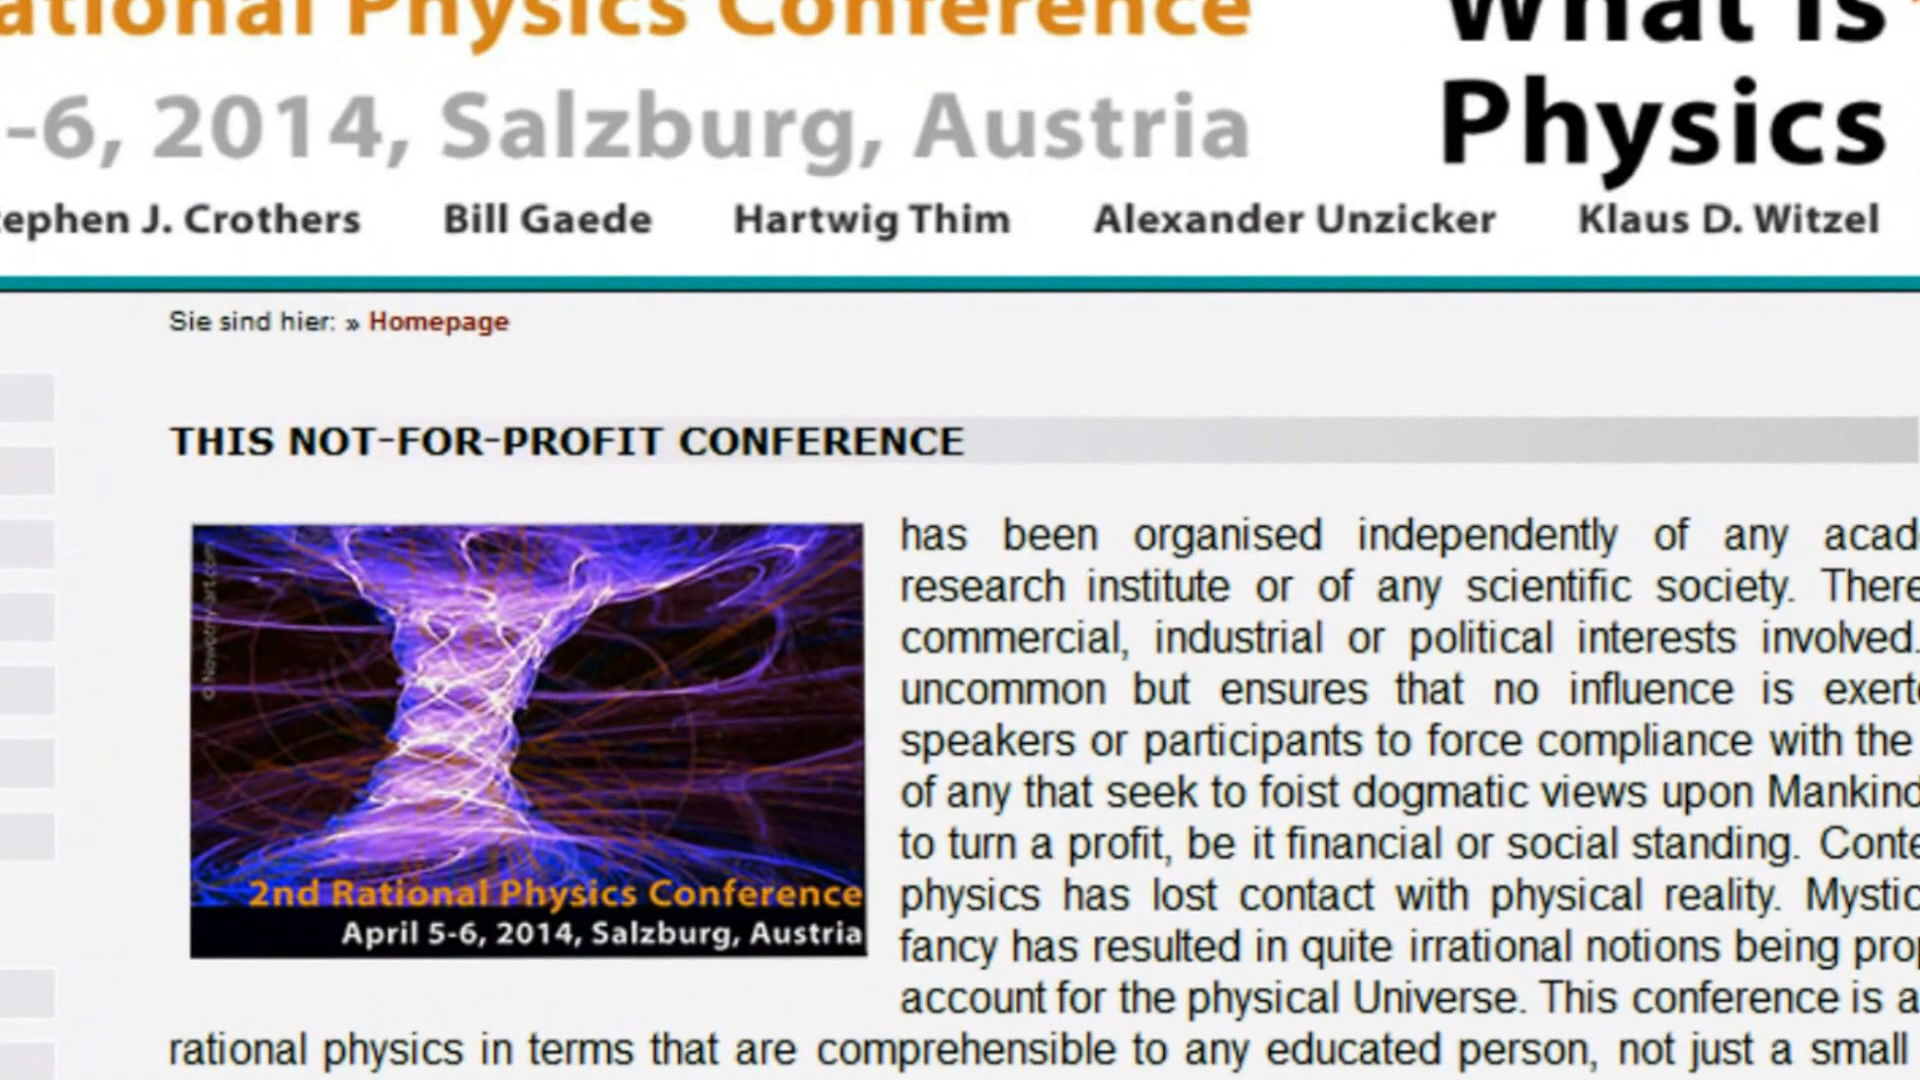 ational Physics Conference
What is
-6, 2014, Salzburg, Austria
Physics
tephen J. Crothers Bill Gaede Hartwig Thim Alexander Unzicker Klaus D. Witzel
Sie sind hier: » Homepage
THIS NOT-FOR-PROFIT CONFERENCE
has been organised independently of any acad
research institute or of any scientific society. There
commercial, industrial or political interests involved.
uncommon but ensures that no influence is exerte
speakers or participants to force compliance with the
of any that seek to foist dogmatic views upon Mankind
to turn a profit, be it financial or social standing. Conte
physics has lost contact with physical reality. Mystic
fancy has resulted in quite irrational notions being prop
account for the physical Universe. This conference is a
rational physics in terms that are comprehensible to any educated person, not just a small
2nd Rational Physics Conference
April 5-6, 2014, Salzburg, Austria